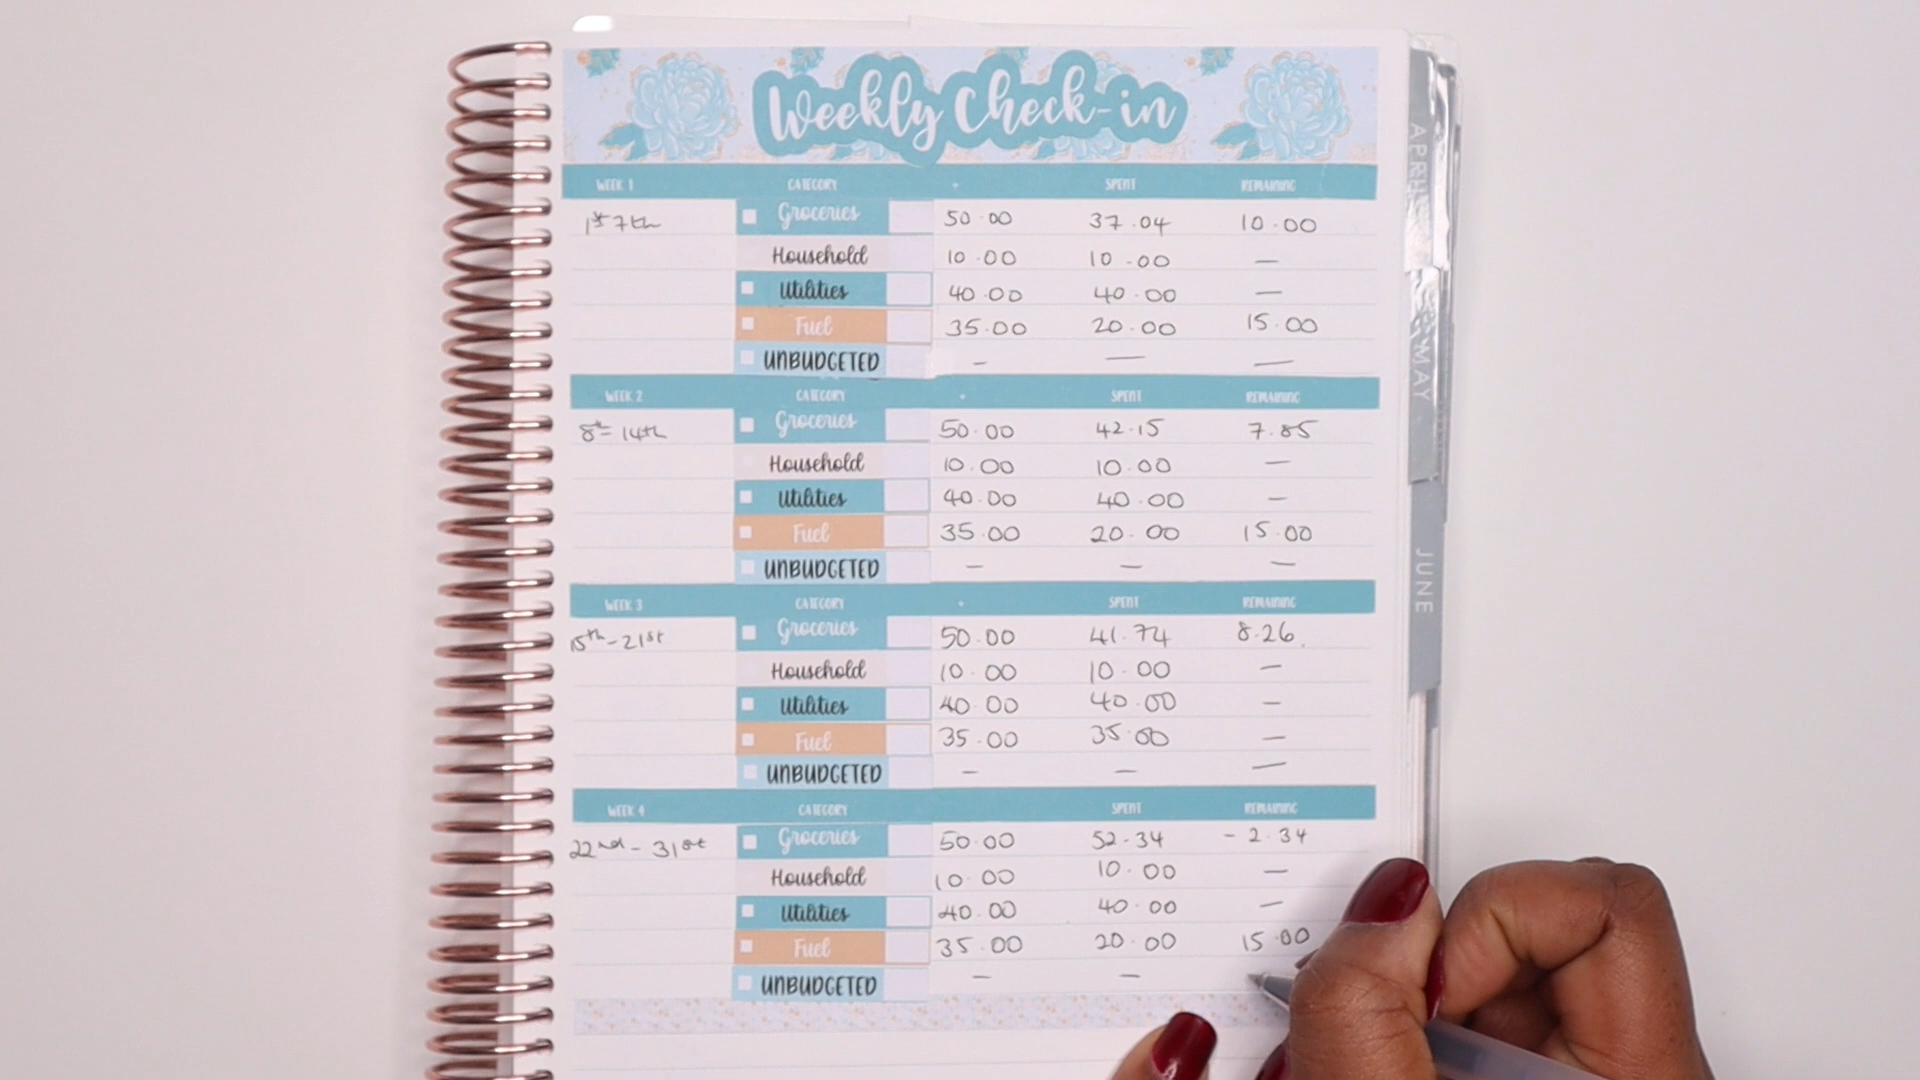 Weekly Check-in
WEEK 1 CATEGORY + SPENT REMAINING
1st 7th Groceries 50.00 37.04 10.00
Household 10.00 10.00 —
Utilities 40.00 40.00 —
Fuel 35.00 20.00 15.00
UNBUDGETED — — —
WEEK 2 CATEGORY + SPENT REMAINING
8th - 14th Groceries 50.00 42.15 7.85
Household 10.00 10.00 —
Utilities 40.00 40.00 —
Fuel 35.00 20.00 15.00
UNBUDGETED — — —
WEEK 3 CATEGORY + SPENT REMAINING
15th - 21st Groceries 50.00 41.74 8.26.
Household 10.00 10.00 —
Utilities 40.00 40.00 —
Fuel 35.00 35.00 —
UNBUDGETED — — —
WEEK 4 CATEGORY SPENT REMAINING
22nd - 31st Groceries 50.00 52.34 - 2.34
Household 10.00 10.00 —
Utilities 40.00 40.00 —
Fuel 35.00 20.00 15.00
UNBUDGETED — —
APRIL
MAY
JUNE